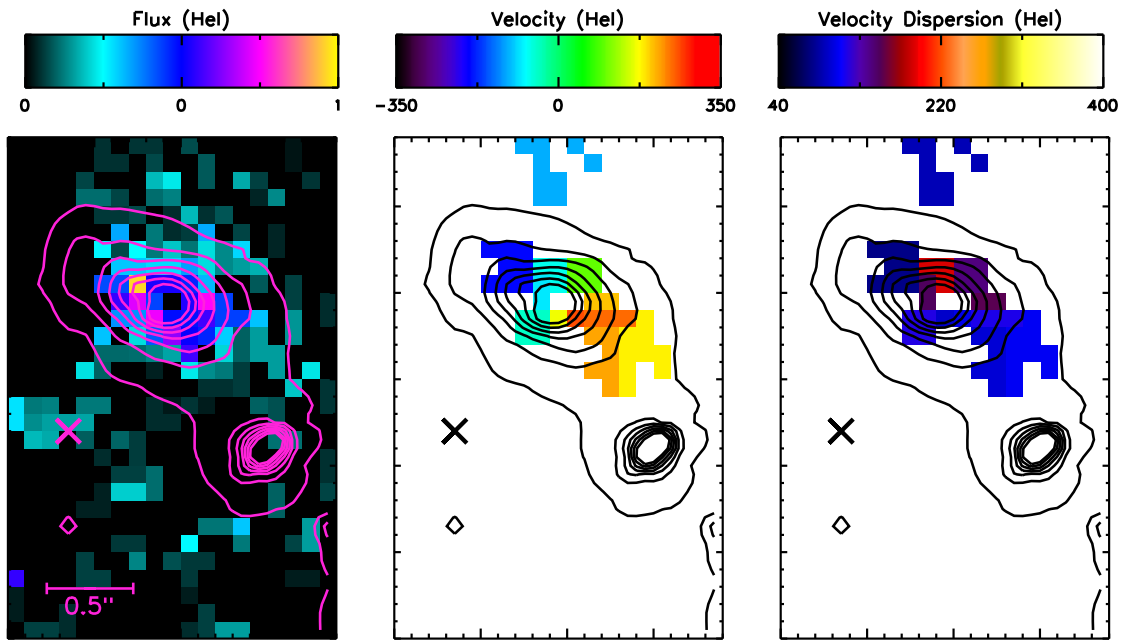 Flux (HeI)
Velocity (HeI)
Velocity Dispersion (HeI)
0 0 1
−350 0 350
40 220 400
0.5"